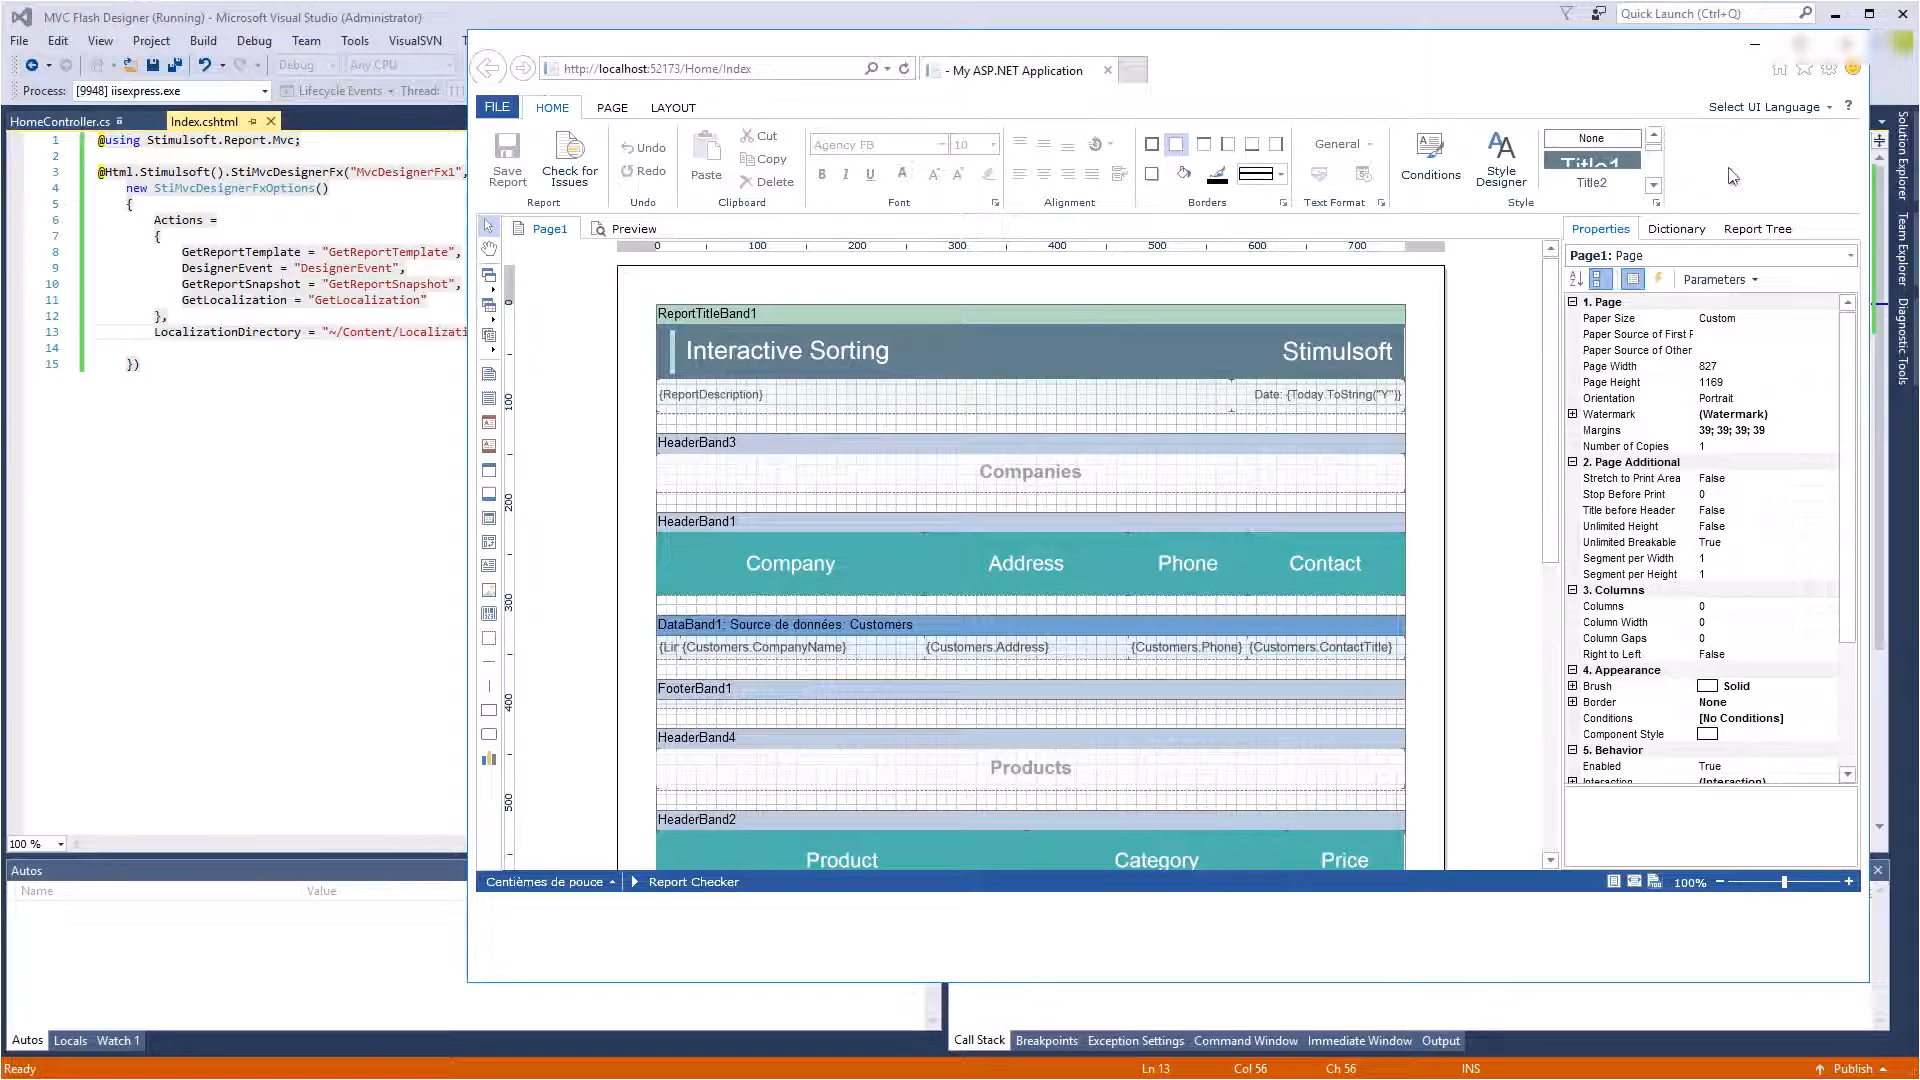 MVC Flash Designer (Running) - Microsoft Visual Studio (Administrator)
Quick Launch (Ctrl+Q)
File Edit View Project Build Debug Team Tools VisualSVN
Debug Any CPU
Process: [9948] iisexpress.exe Lifecycle Events Thread:
HomeController.cs Index.cshtml
1 @using Stimulsoft.Report.Mvc;
2
3 @Html.Stimulsoft().StiMvcDesignerFx("MvcDesignerFx1",
4 new StiMvcDesignerFxOptions()
5 {
6 Actions =
7 {
8 GetReportTemplate = "GetReportTemplate",
9 DesignerEvent = "DesignerEvent",
10 GetReportSnapshot = "GetReportSnapshot",
11 GetLocalization = "GetLocalization"
12 },
13 LocalizationDirectory = "~/Content/Localizati
14
15 })
100 %
Autos
Name Value
Autos Locals Watch 1
Call Stack Breakpoints Exception Settings Command Window Immediate Window Output
Ready Ln 13 Col 56 Ch 56 INS Publish
Solution Explorer
Team Explorer
Diagnostic Tools
http://localhost:52173/Home/Index
- My ASP.NET Application
FILE HOME PAGE LAYOUT Select UI Language ?
Save Report
Check for Issues
Report
Undo
Redo
Undo
Paste
Cut
Copy
Delete
Clipboard
Agency FB 10
B I U A A A
Font
Alignment
Borders
General
Text Format
Conditions
Style Designer
None
Title1
Title2
Style
Page1 Preview
0 100 200 300 400 500 600 700
0 100 200 300 400 500
ReportTitleBand1
Interactive Sorting Stimulsoft
{ReportDescription} Date: {Today.ToString("Y")}
HeaderBand3
Companies
HeaderBand1
Company Address Phone Contact
DataBand1; Source de données: Customers
{Lir {Customers.CompanyName} {Customers.Address} {Customers.Phone} {Customers.ContactTitle}
FooterBand1
HeaderBand4
Products
HeaderBand2
Product Category Price
Centièmes de pouce Report Checker 100%
Properties Dictionary Report Tree
Page1: Page
Parameters
1. Page
Paper Size Custom
Paper Source of First F
Paper Source of Other
Page Width 827
Page Height 1169
Orientation Portrait
Watermark (Watermark)
Margins 39; 39; 39; 39
Number of Copies 1
2. Page Additional
Stretch to Print Area False
Stop Before Print 0
Title before Header False
Unlimited Height False
Unlimited Breakable True
Segment per Width 1
Segment per Height 1
3. Columns
Columns 0
Column Width 0
Column Gaps 0
Right to Left False
4. Appearance
Brush Solid
Border None
Conditions [No Conditions]
Component Style
5. Behavior
Enabled True
Interaction (Interaction)